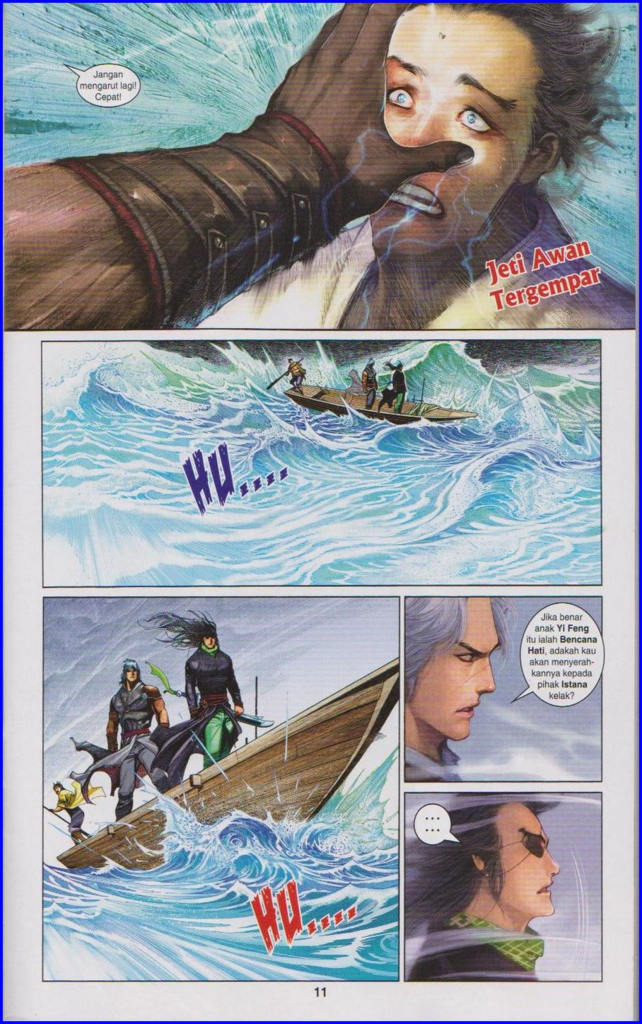 Jangan
mengarut lagi!
Cepat!
Jeti Awan
Tergempar
HU....
Jika benar
anak Yi Feng
itu ialah Bencana
Hati, adakah kau
akan menyerah-
kannya kepada
pihak Istana
kelak?
...
...
HU....
11